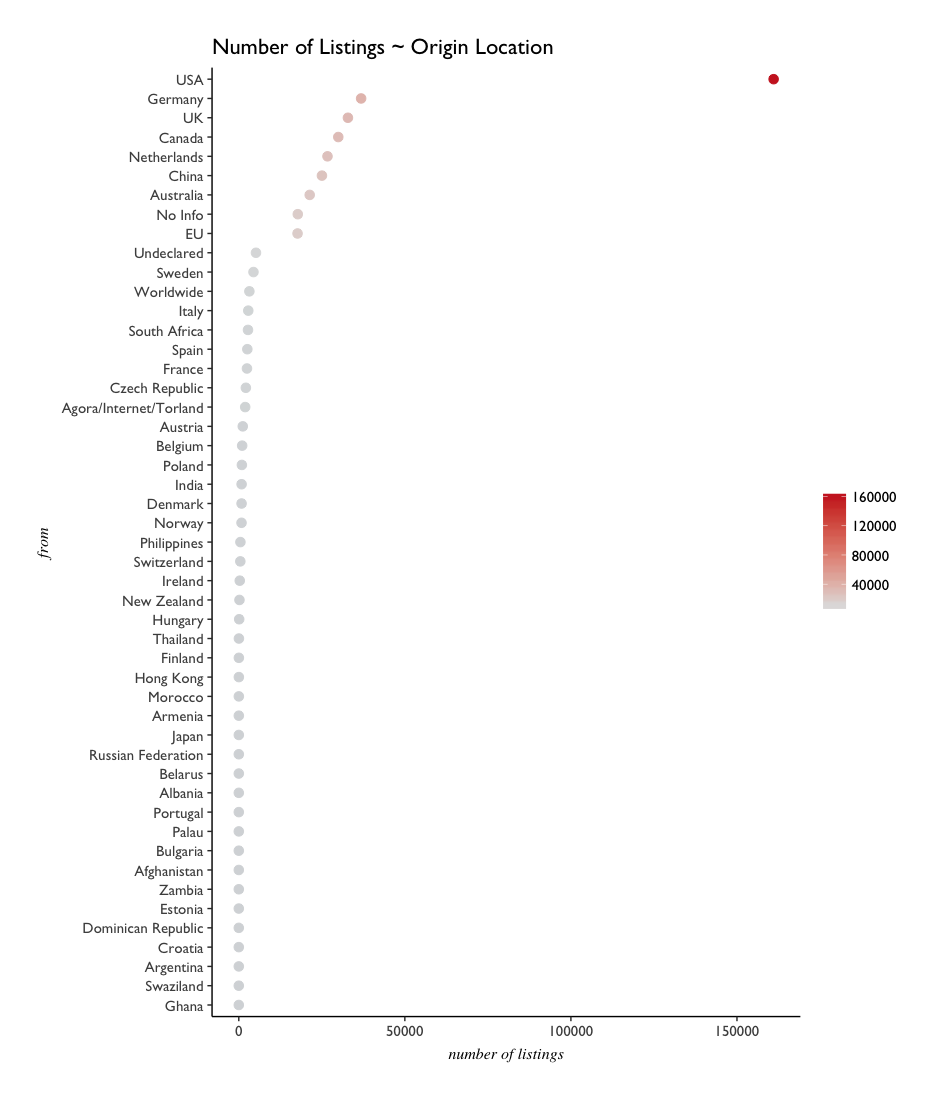 Number of Listings ~ Origin Location
USA
Germany
UK
Canada
Netherlands
China
Australia
No Info
EU
Undeclared
Sweden
Worldwide
Italy
South Africa
Spain
France
Czech Republic
Agora/Internet/Torland
Austria
Belgium
Poland
India
Denmark
Norway
Philippines
Switzerland
Ireland
New Zealand
Hungary
Thailand
Finland
Hong Kong
Morocco
Armenia
Japan
Russian Federation
Belarus
Albania
Portugal
Palau
Bulgaria
Afghanistan
Zambia
Estonia
Dominican Republic
Croatia
Argentina
Swaziland
Ghana
from
0 50000 100000 150000
number of listings
160000
120000
80000
40000